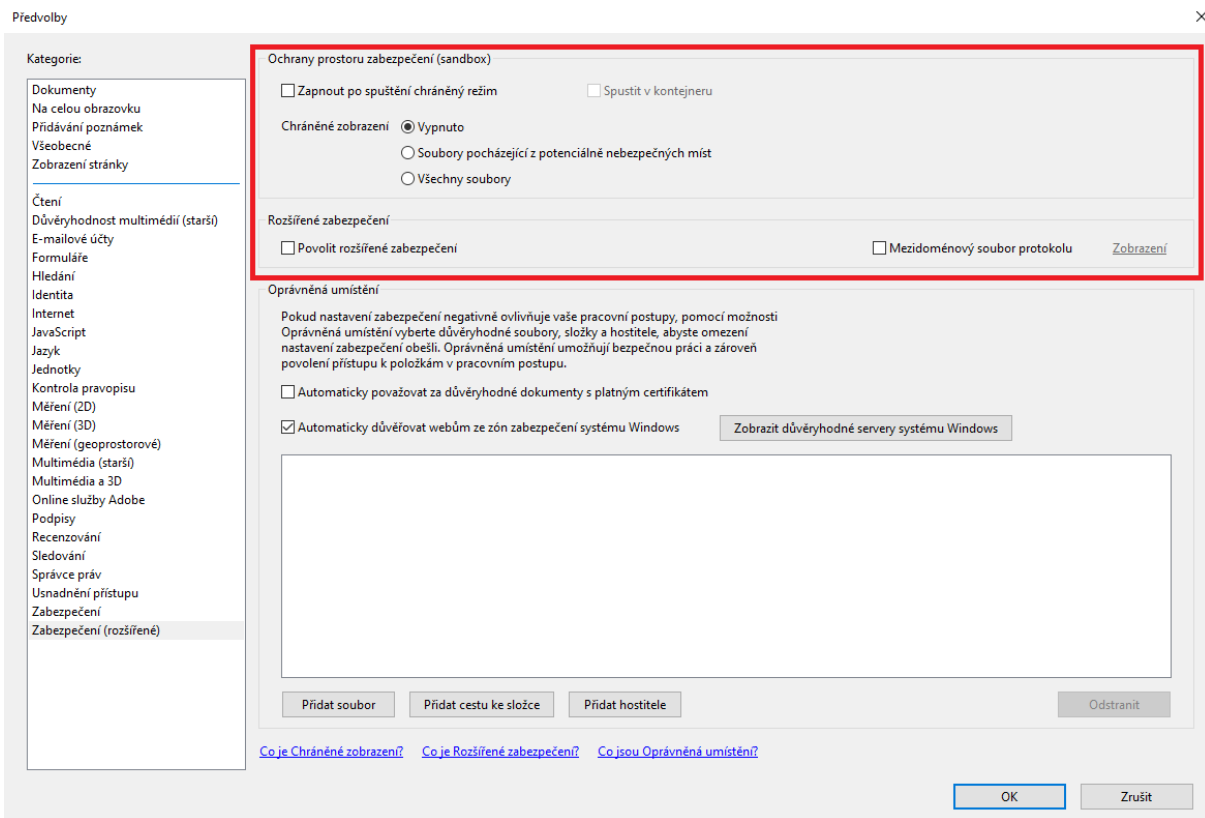 Předvolby
Kategorie:
Dokumenty
Na celou obrazovku
Přidávání poznámek
Všeobecné
Zobrazení stránky
Čtení
Důvěryhodnost multimédií (starší)
E-mailové účty
Formuláře
Hledání
Identita
Internet
JavaScript
Jazyk
Jednotky
Kontrola pravopisu
Měření (2D)
Měření (3D)
Měření (geoprostorové)
Multimédia (starší)
Multimédia a 3D
Online služby Adobe
Podpisy
Recenzování
Sledování
Správce práv
Usnadnění přístupu
Zabezpečení
Zabezpečení (rozšířené)
Ochrany prostoru zabezpečení (sandbox)
Zapnout po spuštění chráněný režim Spustit v kontejneru
Chráněné zobrazení Vypnuto
Soubory pocházející z potenciálně nebezpečných míst
Všechny soubory
Rozšířené zabezpečení
Povolit rozšířené zabezpečení Mezidoménový soubor protokolu Zobrazení
Oprávněná umístění
Pokud nastavení zabezpečení negativně ovlivňuje vaše pracovní postupy, pomocí možnosti
Oprávněná umístění vyberte důvěryhodné soubory, složky a hostitele, abyste omezení
nastavení zabezpečení obešli. Oprávněná umístění umožňují bezpečnou práci a zároveň
povolení přístupu k položkám v pracovním postupu.
Automaticky považovat za důvěryhodné dokumenty s platným certifikátem
Automaticky důvěřovat webům ze zón zabezpečení systému Windows Zobrazit důvěryhodné servery systému Windows
Přidat soubor Přidat cestu ke složce Přidat hostitele Odstranit
Co je Chráněné zobrazení? Co je Rozšířené zabezpečení? Co jsou Oprávněná umístění?
OK Zrušit